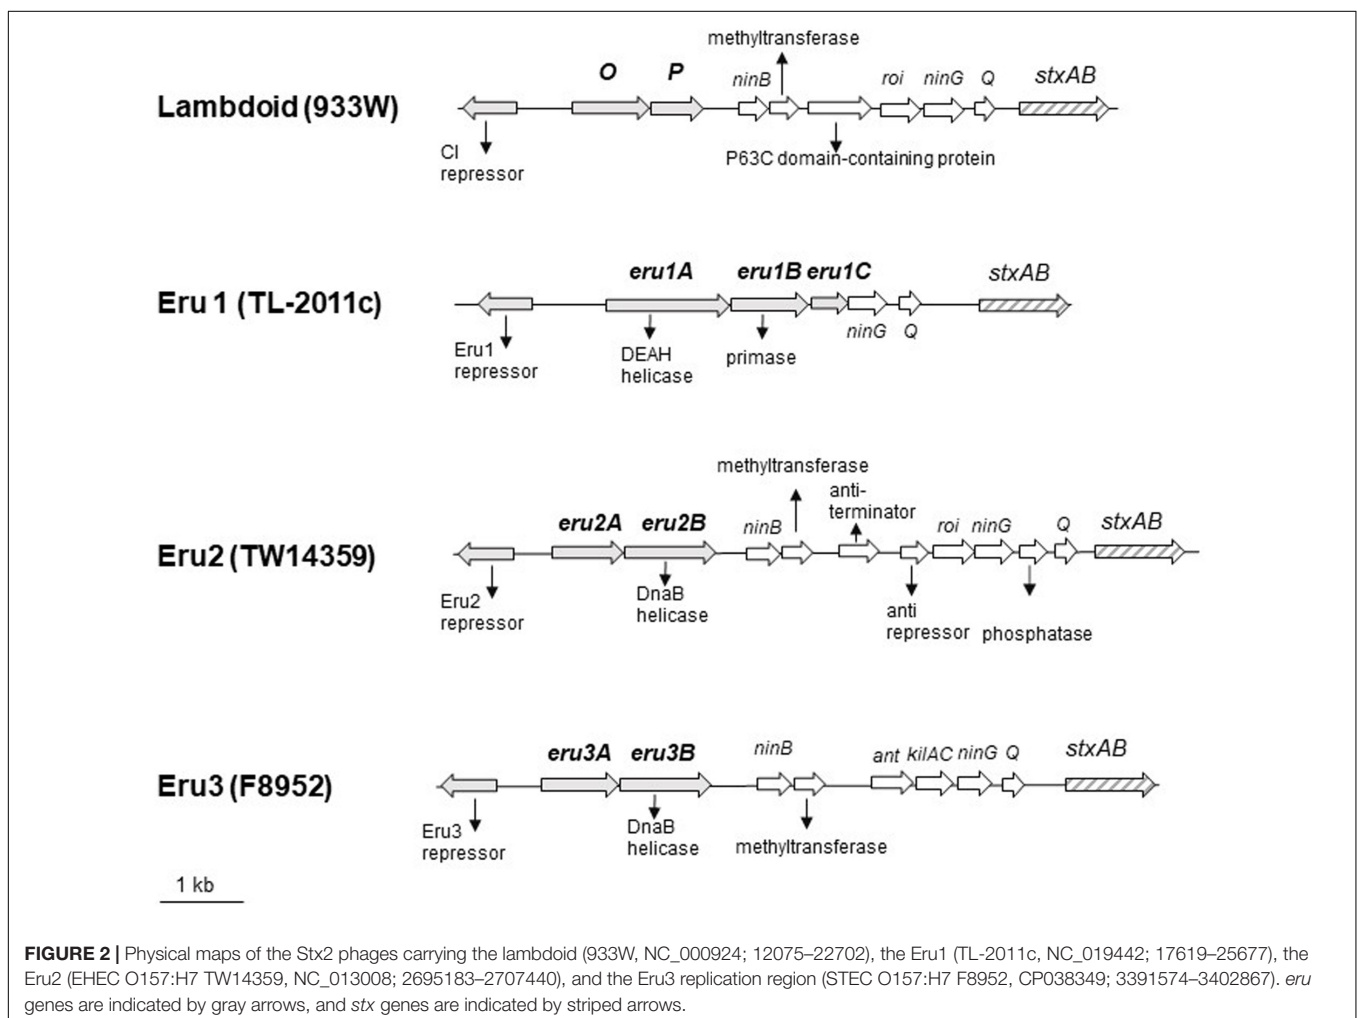 methyltransferase
O P ninB roi ninG Q stxAB
Lambdoid (933W)
CI
repressor
P63C domain-containing protein
eru1A eru1B eru1C stxAB
Eru 1 (TL-2011c)
ninG Q
Eru1
repressor
DEAH
helicase
primase
methyltransferase
anti-
terminator
eru2A eru2B ninB roi ninG Q stxAB
Eru2 (TW14359)
Eru2
repressor
DnaB
helicase
anti
repressor
phosphatase
eru3A eru3B ninB ant kilAC ninG Q stxAB
Eru3 (F8952)
Eru3
repressor
DnaB
helicase
methyltransferase
1 kb
FIGURE 2 | Physical maps of the Stx2 phages carrying the lambdoid (933W, NC_000924; 12075–22702), the Eru1 (TL-2011c, NC_019442; 17619–25677), the
Eru2 (EHEC O157:H7 TW14359, NC_013008; 2695183–2707440), and the Eru3 replication region (STEC O157:H7 F8952, CP038349; 3391574–3402867). eru
genes are indicated by gray arrows, and stx genes are indicated by striped arrows.